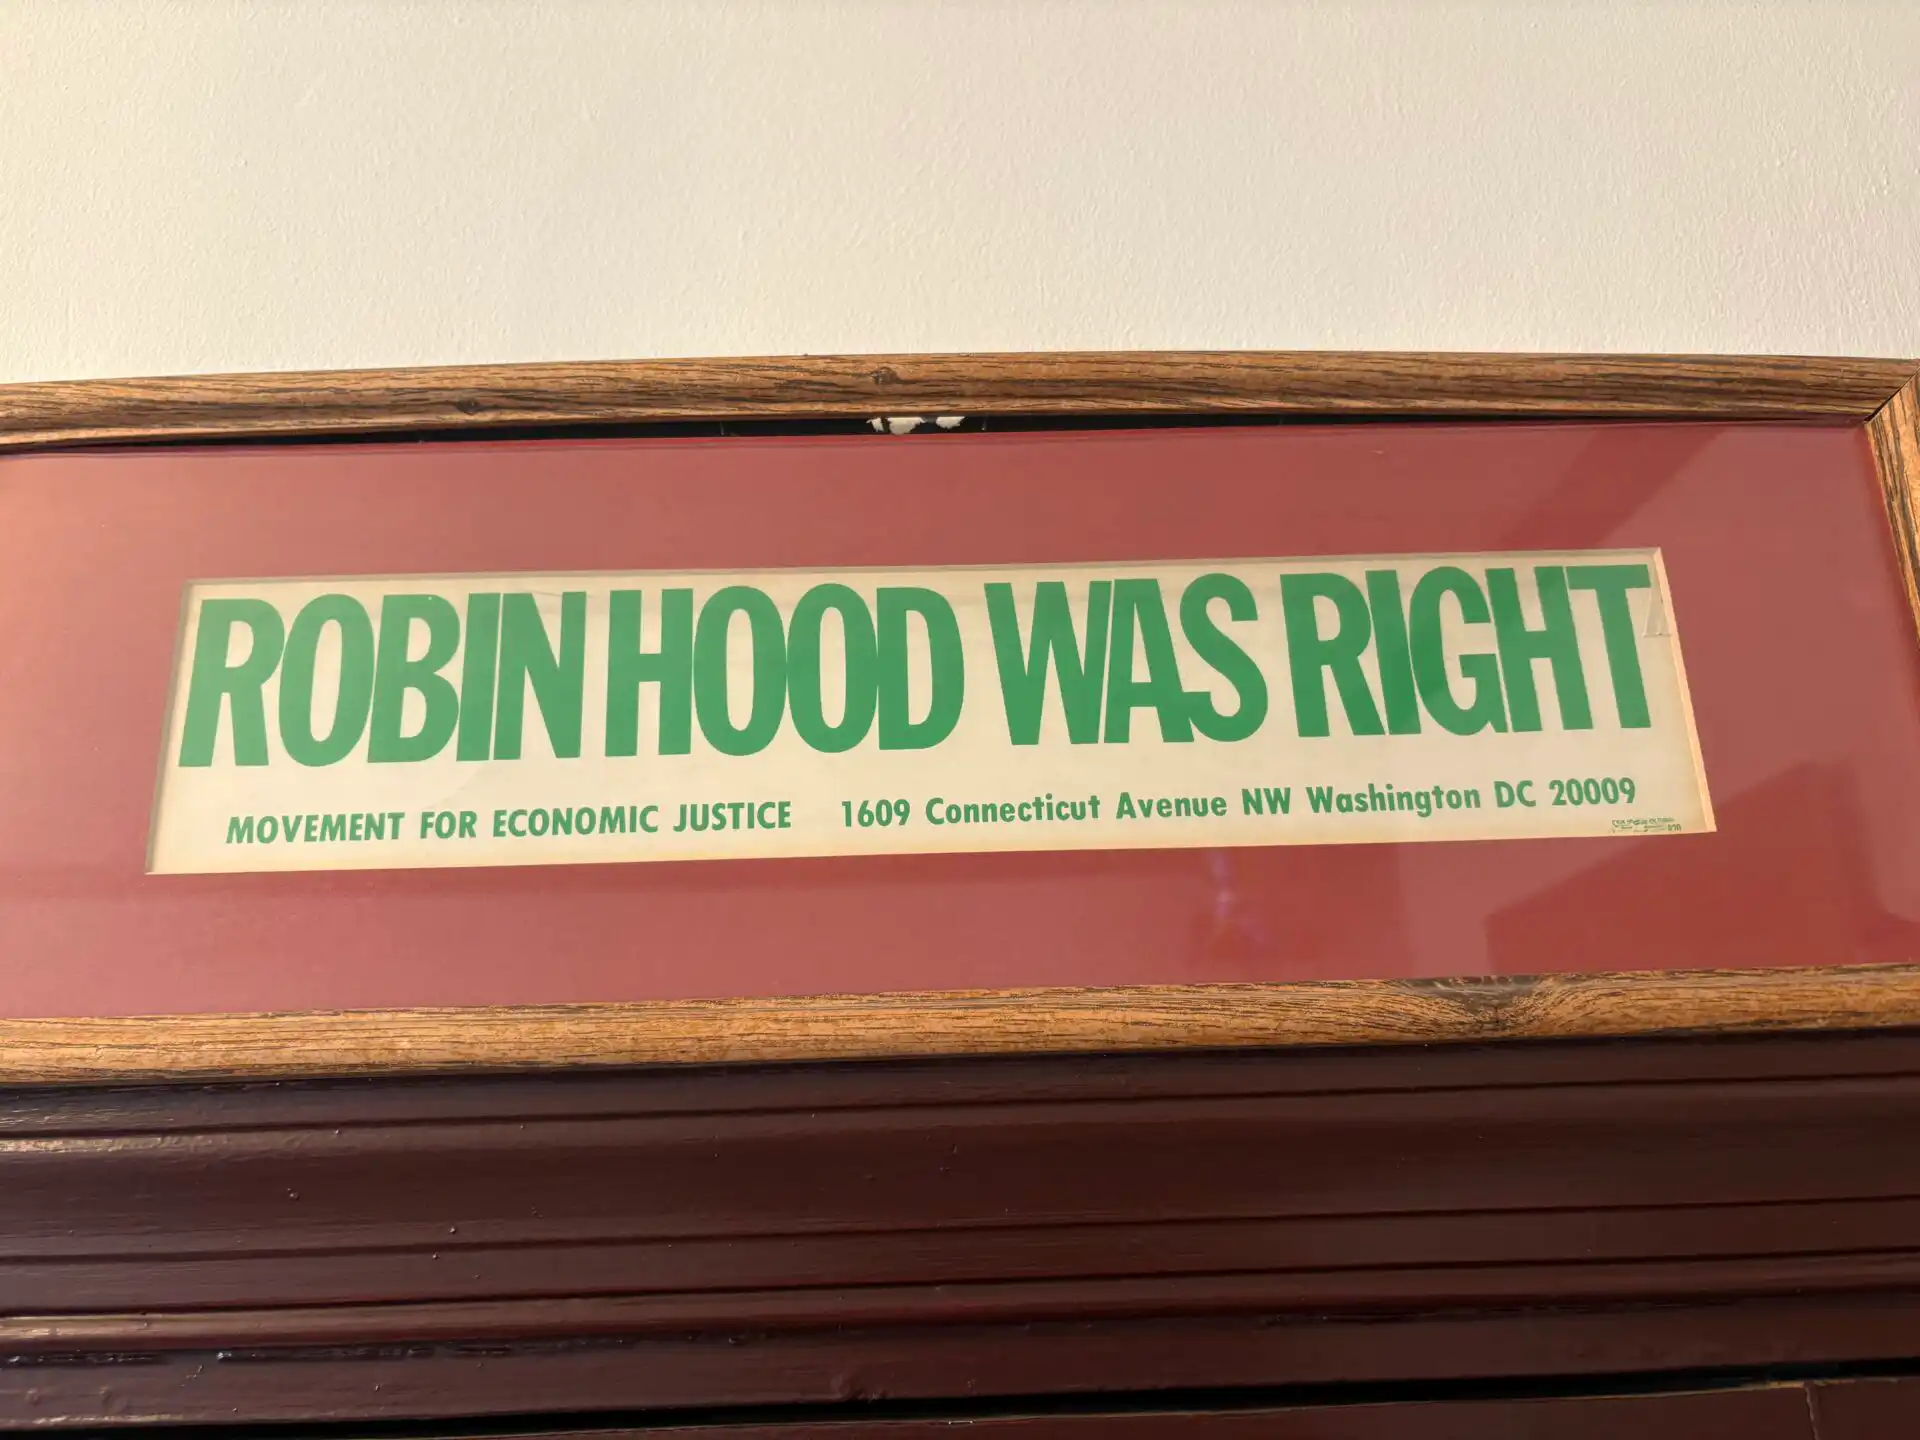 ROBIN HOOD WAS RIGHT
MOVEMENT FOR ECONOMIC JUSTICE 1609 Connecticut Avenue NW Washington DC 20009